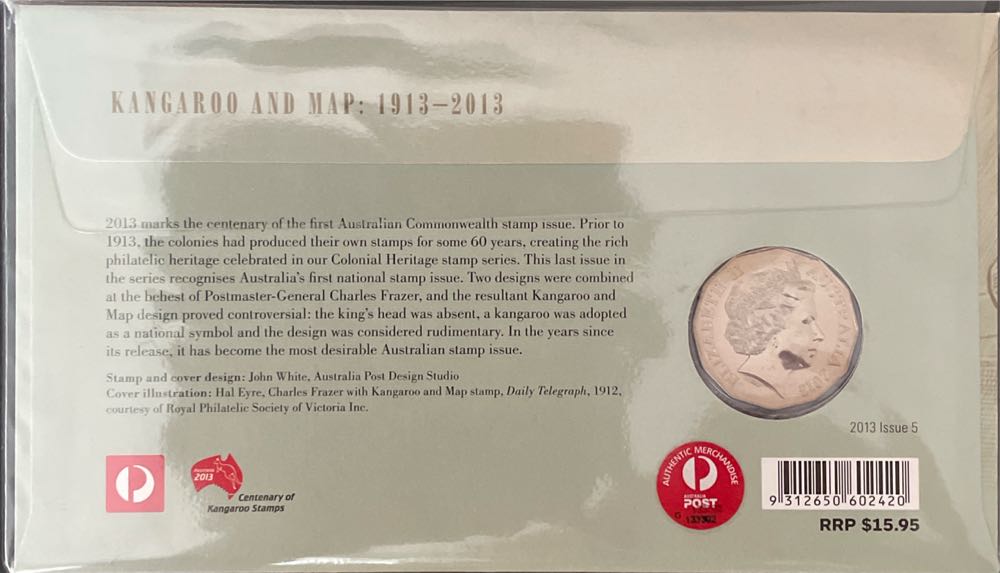 KANGAROO AND MAP: 1913–2013
2013 marks the centenary of the first Australian Commonwealth stamp issue. Prior to
1913, the colonies had produced their own stamps for some 60 years, creating the rich
philatelic heritage celebrated in our Colonial Heritage stamp series. This last issue in
the series recognises Australia's first national stamp issue. Two designs were combined
at the behest of Postmaster-General Charles Frazer, and the resultant Kangaroo and
Map design proved controversial: the king's head was absent, a kangaroo was adopted
as a national symbol and the design was considered rudimentary. In the years since
its release, it has become the most desirable Australian stamp issue.
Stamp and cover design: John White, Australia Post Design Studio
Cover illustration: Hal Eyre, Charles Frazer with Kangaroo and Map stamp, Daily Telegraph, 1912,
courtesy of Royal Philatelic Society of Victoria Inc.
ELIZABETH II AUSTRALIA 2013
2013 Issue 5
AUSTRALIA
2013
Centenary of
Kangaroo Stamps
AUTHENTIC MERCHANDISE
AUSTRALIA
POST
9 312650 602420
RRP $15.95